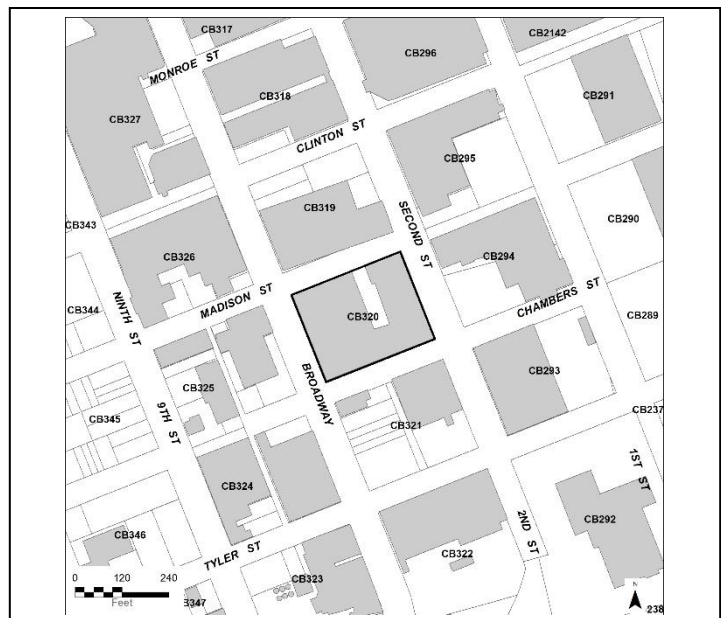 CB317
CB2142
MONROE ST
CB296
CB318
CB291
CB327
CLINTON ST
CB295
CB319
SECOND ST
CB290
CB343
CB326
CB294
MADISON ST
CHAMBERS ST
NINTH ST
CB344
CB320
CB289
CB293
BROADWAY
CB325
CB345
9TH ST
CB321
CB237
1ST ST
CB324
2ND ST
CB292
CB346
TYLER ST
CB322
0 120 240
Feet
CB323
3347
N
238